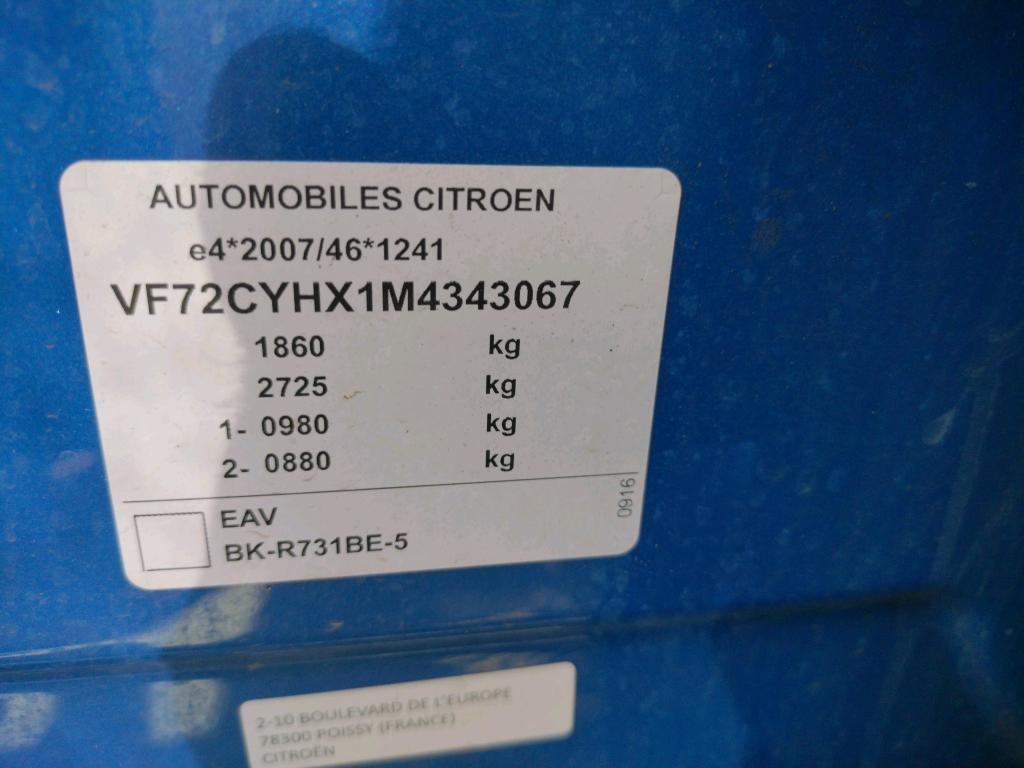 AUTOMOBILES CITROEN
e4*2007/46*1241
VF72CYHX1M4343067
1860 kg
2725 kg
1- 0980 kg
2- 0880 kg
0916
EAV
BK-R731BE-5
2-10 BOULEVARD DE L'EUROPE
78300 POISSY (FRANCE)
CITROËN